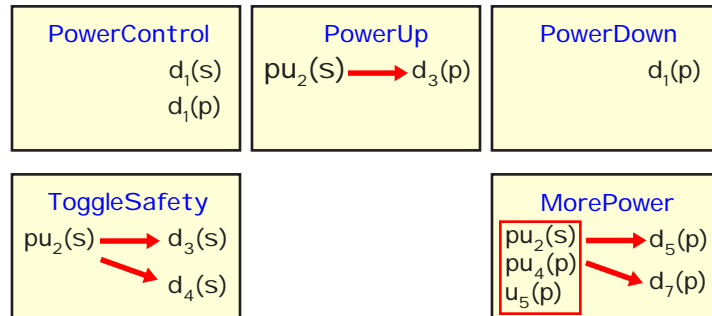 PowerControl
d₁(s)
d₁(p)
PowerUp
pu₂(s) d₃(p)
PowerDown
d₁(p)
ToggleSafety
pu₂(s) d₃(s)
d₄(s)
MorePower
pu₂(s) d₅(p)
pu₄(p)
u₅(p) d₇(p)